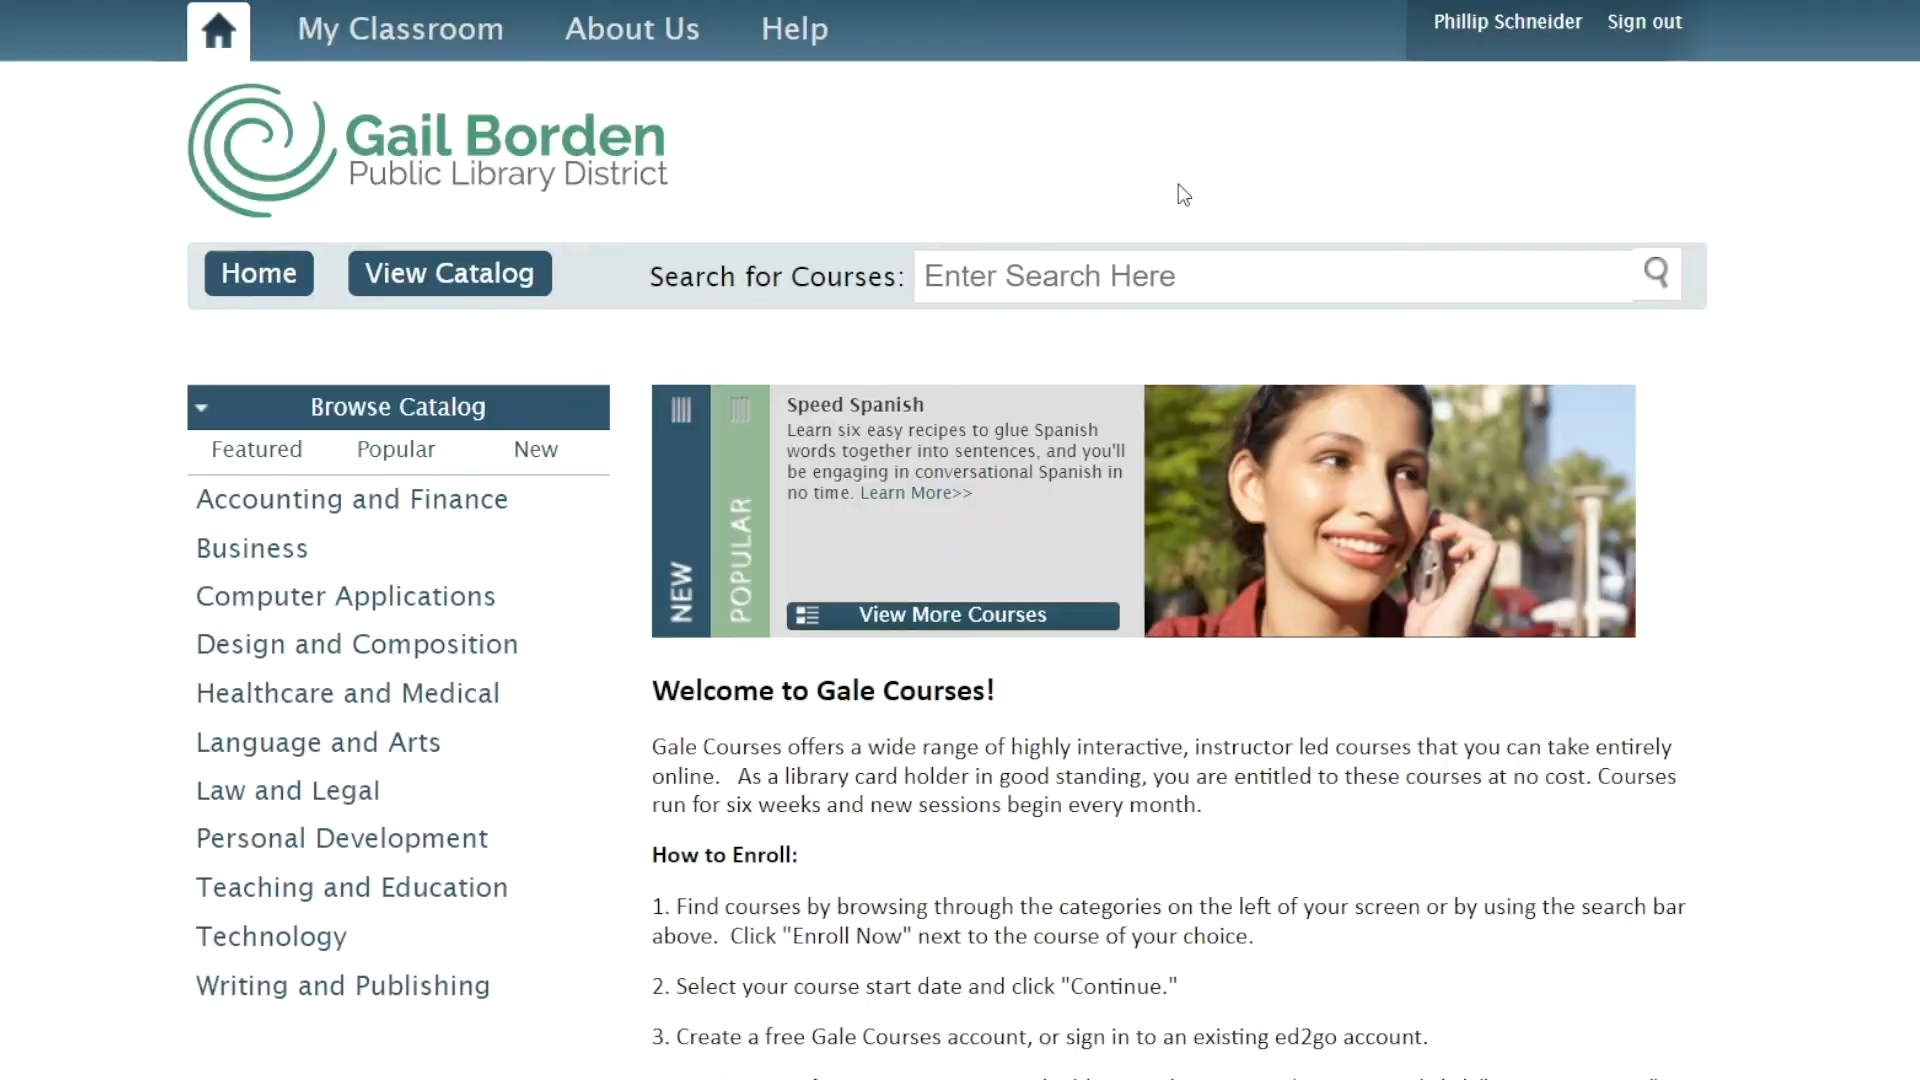 My Classroom About Us Help Phillip Schneider Sign out
Gail Borden
Public Library District
Home View Catalog Search for Courses: Enter Search Here
Browse Catalog
Featured Popular New
Accounting and Finance
Business
Computer Applications
Design and Composition
Healthcare and Medical
Language and Arts
Law and Legal
Personal Development
Teaching and Education
Technology
Writing and Publishing
NEW
POPULAR
Speed Spanish
Learn six easy recipes to glue Spanish
words together into sentences, and you'll
be engaging in conversational Spanish in
no time. Learn More>>
View More Courses
Welcome to Gale Courses!
Gale Courses offers a wide range of highly interactive, instructor led courses that you can take entirely
online. As a library card holder in good standing, you are entitled to these courses at no cost. Courses
run for six weeks and new sessions begin every month.
How to Enroll:
1. Find courses by browsing through the categories on the left of your screen or by using the search bar
above. Click "Enroll Now" next to the course of your choice.
2. Select your course start date and click "Continue."
3. Create a free Gale Courses account, or sign in to an existing ed2go account.